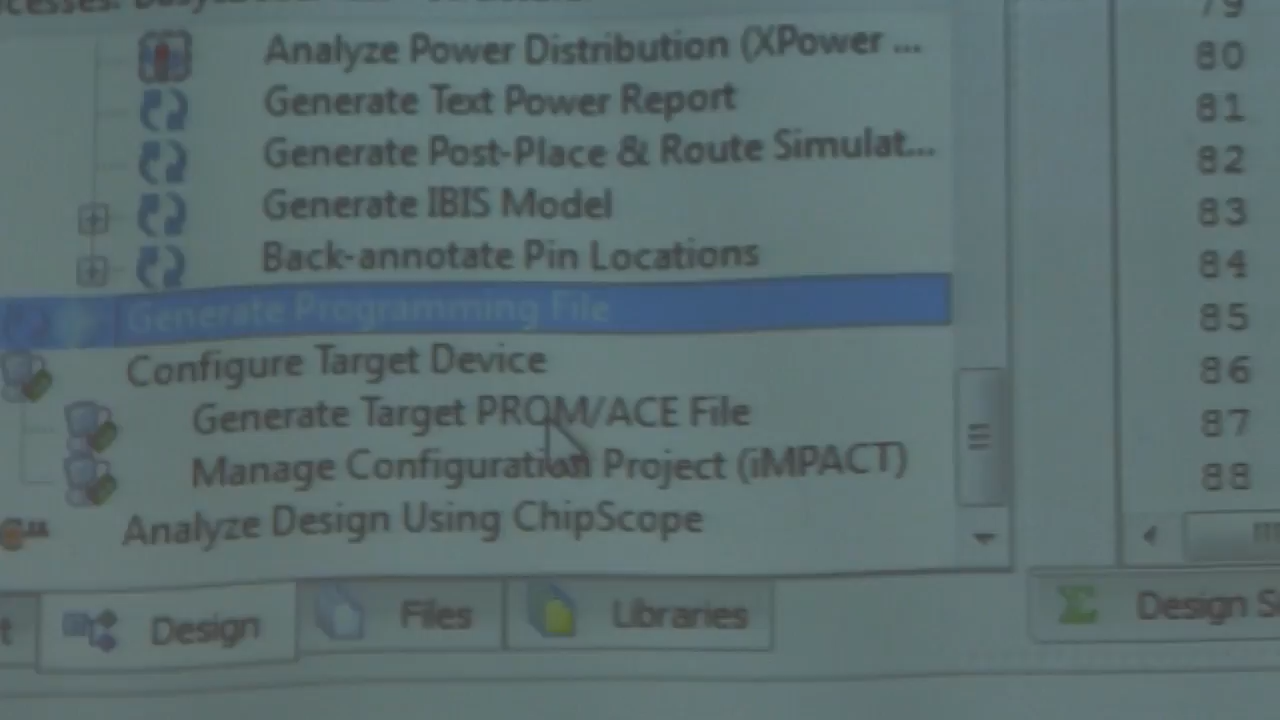 Analyze Power Distribution (XPower ...
Generate Text Power Report
Generate Post-Place & Route Simulat...
Generate IBIS Model
Back-annotate Pin Locations
Generate Programming File
Configure Target Device
Generate Target PROM/ACE File
Manage Configuration Project (iMPACT)
Analyze Design Using ChipScope
t Design Files Libraries
79
80
81
82
83
84
85
86
87
88
Design S